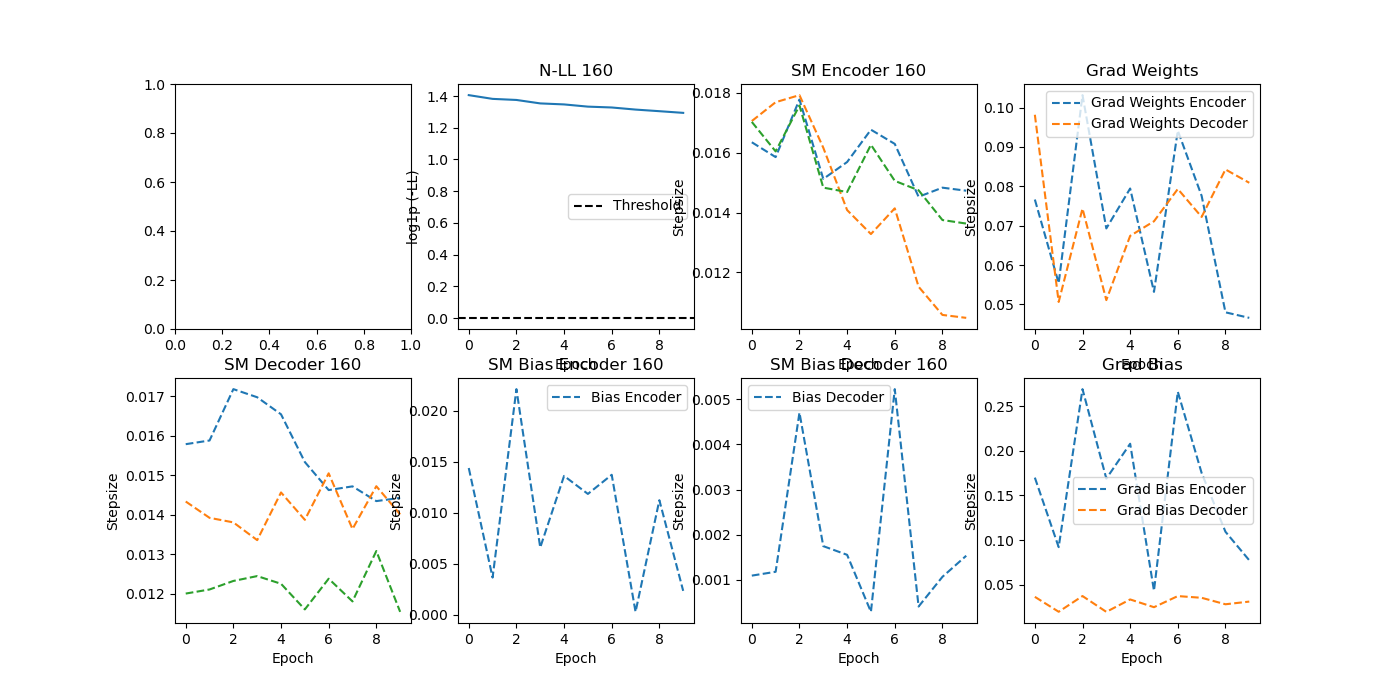 N-LL 160
SM Encoder 160
Grad Weights
1.0
0.8
0.6
0.4
0.2
0.0
0.0 0.2 0.4 0.6 0.8 1.0
log1p (-LL)
1.4
1.2
1.0
0.8
0.6
0.4
0.2
0.0
Threshold
0 2 4 6 8
Epoch
Stepsize
0.018
0.016
0.014
0.012
0 2 4 6 8
Epoch
Stepsize
0.10
0.09
0.08
0.07
0.06
0.05
Grad Weights Encoder
Grad Weights Decoder
0 2 4 6 8
Epoch
SM Decoder 160
SM Bias Encoder 160
SM Bias Decoder 160
Grad Bias
Stepsize
0.017
0.016
0.015
0.014
0.013
0.012
0 2 4 6 8
Epoch
Stepsize
0.020
0.015
0.010
0.005
0.000
Bias Encoder
0 2 4 6 8
Epoch
Stepsize
0.005
0.004
0.003
0.002
0.001
Bias Decoder
0 2 4 6 8
Epoch
Stepsize
0.25
0.20
0.15
0.10
0.05
Grad Bias Encoder
Grad Bias Decoder
0 2 4 6 8
Epoch